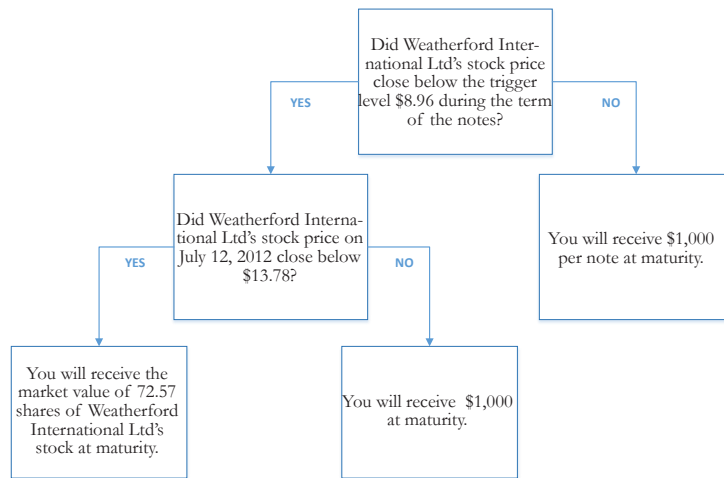 Did Weatherford Inter-
national Ltd's stock price
close below the trigger
level $8.96 during the term
of the notes?
YES
NO
Did Weatherford Interna-
tional Ltd's stock price on
July 12, 2012 close below
$13.78?
You will receive $1,000
per note at maturity.
YES
NO
You will receive the
market value of 72.57
shares of Weatherford
International Ltd's
stock at maturity.
You will receive $1,000
at maturity.